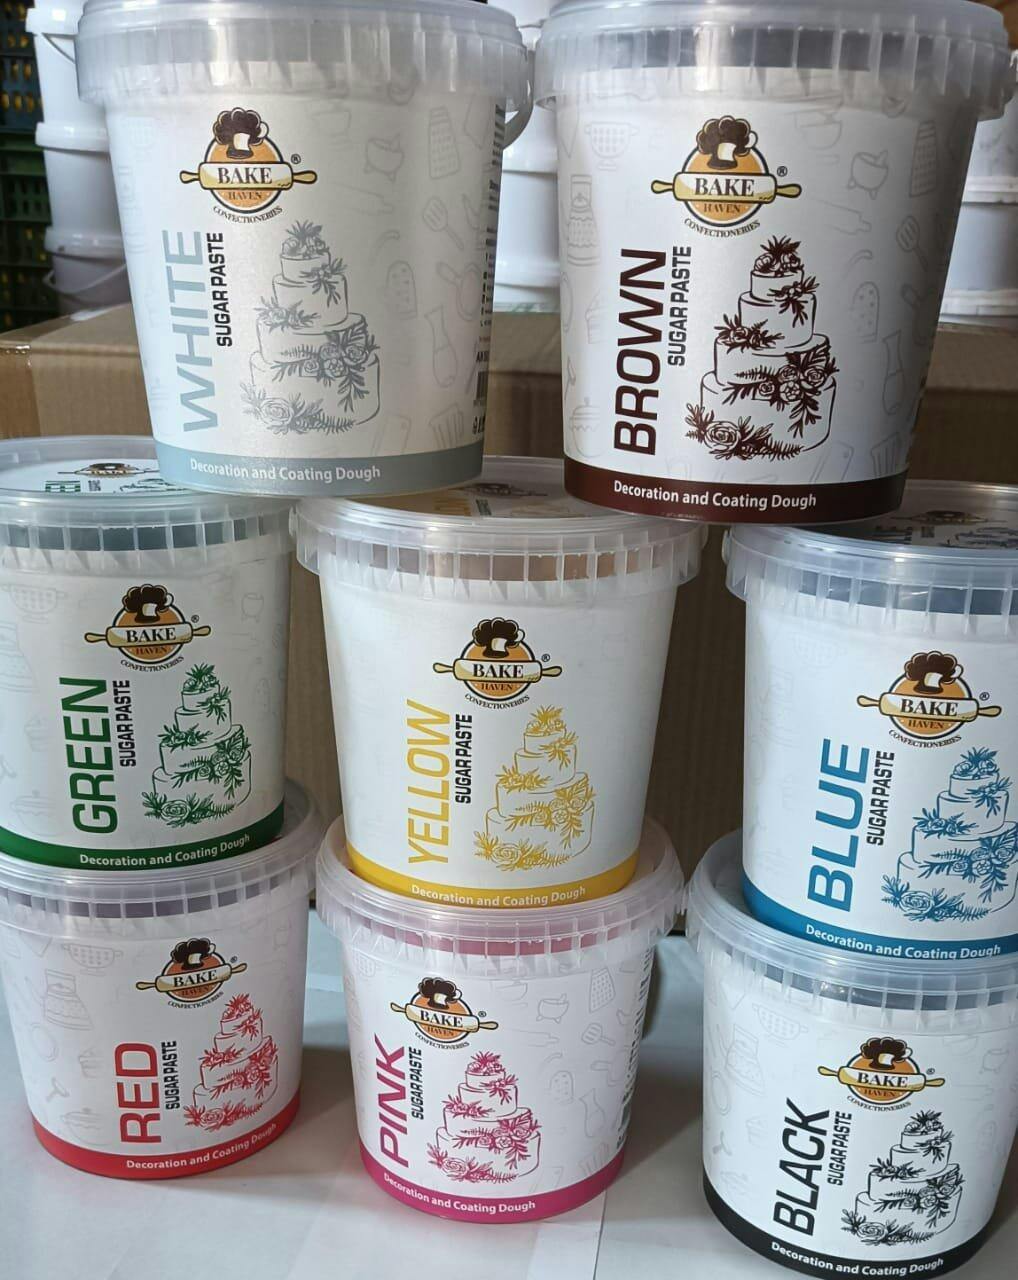 BAKE
HAVEN
CONFECTIONERIES
®
WHITE
SUGAR PASTE
Decoration and Coating Dough
BAKE
HAVEN
CONFECTIONERIES
®
BROWN
SUGAR PASTE
Decoration and Coating Dough
BAKE
HAVEN
CONFECTIONERIES
®
GREEN
SUGAR PASTE
Decoration and Coating Dough
BAKE
HAVEN
CONFECTIONERIES
®
YELLOW
SUGAR PASTE
Decoration and Coating Dough
BAKE
HAVEN
CONFECTIONERIES
®
BLUE
SUGAR PASTE
Decoration and Coating Dough
BAKE
HAVEN
CONFECTIONERIES
®
RED
SUGAR PASTE
Decoration and Coating Dough
BAKE
HAVEN
CONFECTIONERIES
®
PINK
SUGAR PASTE
Decoration and Coating Dough
BAKE
HAVEN
CONFECTIONERIES
®
BLACK
SUGAR PASTE
Decoration and Coating Dough